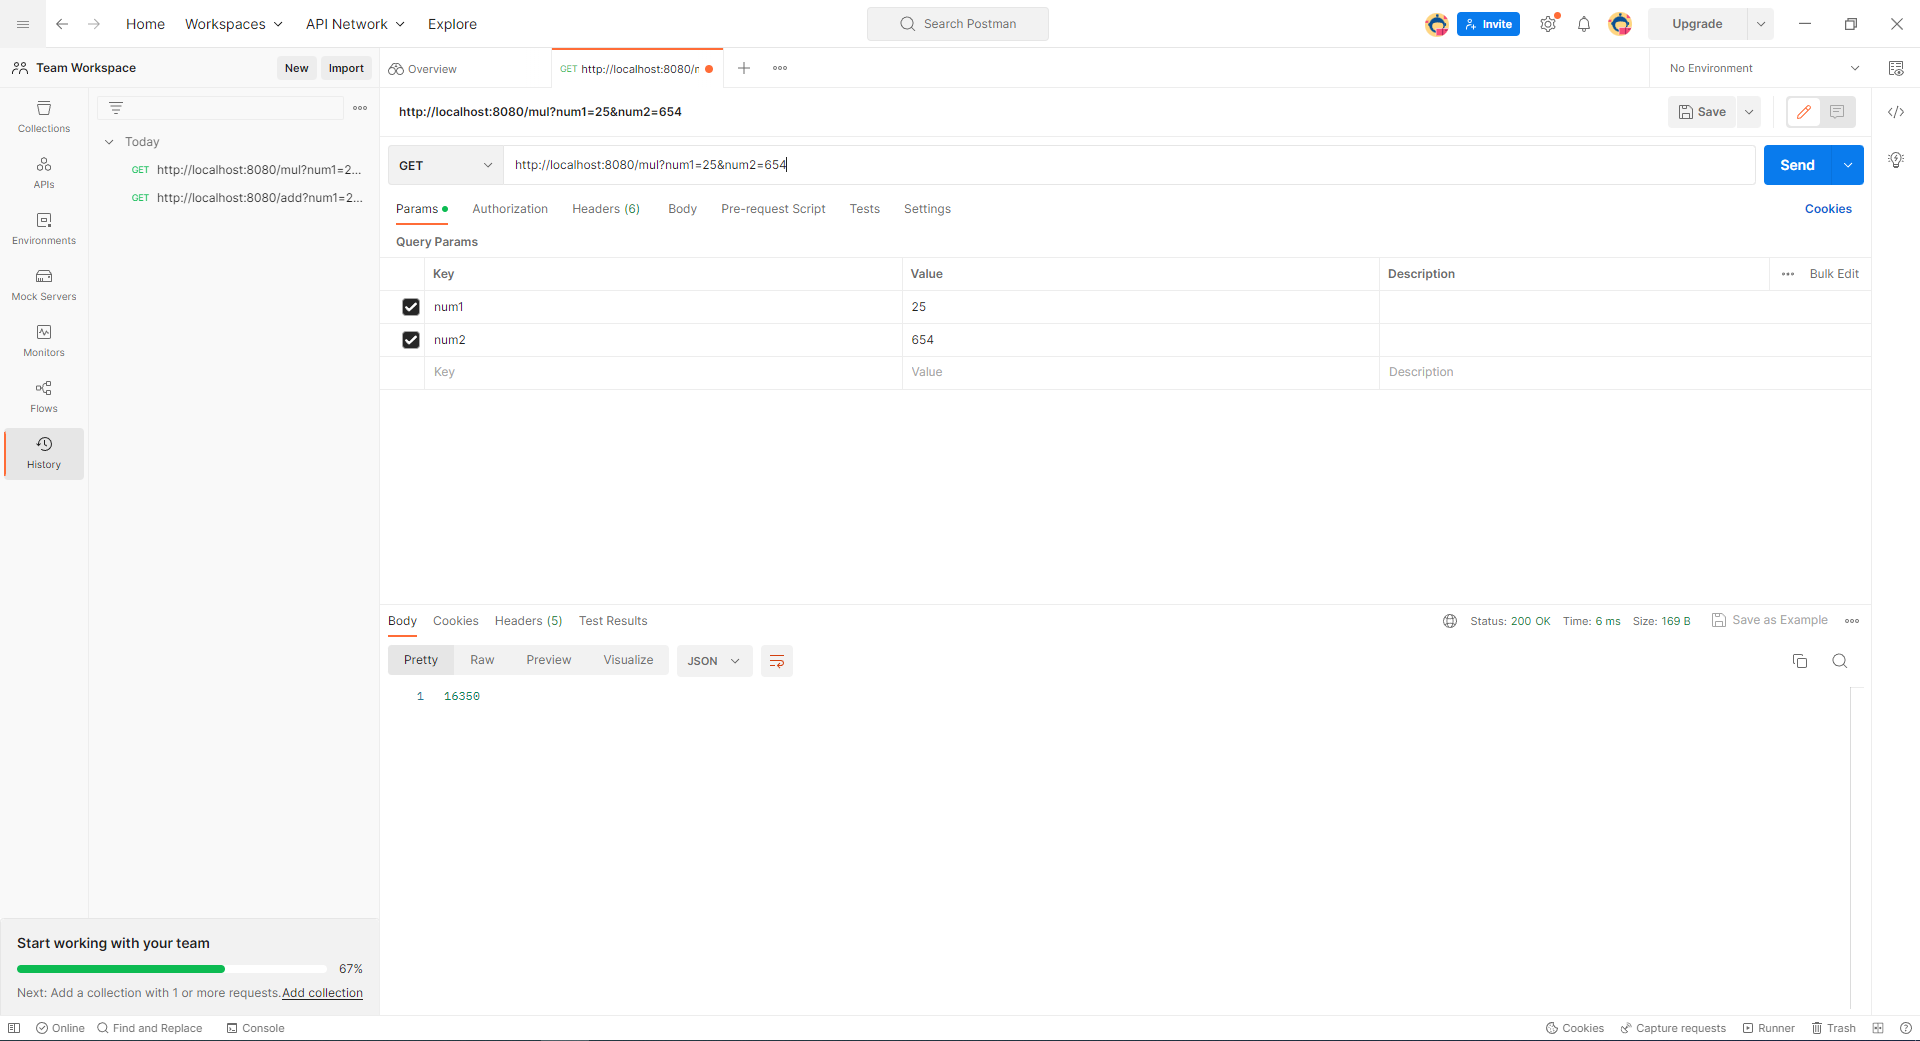 Home Workspaces API Network Explore Search Postman Invite Upgrade
Team Workspace New Import Overview GET http://localhost:8080/r No Environment
Collections
APIs
Environments
Mock Servers
Monitors
Flows
History
Today
GET http://localhost:8080/mul?num1=2...
GET http://localhost:8080/add?num1=2...
http://localhost:8080/mul?num1=25&num2=654 Save
GET http://localhost:8080/mul?num1=25&num2=654 Send
Params Authorization Headers (6) Body Pre-request Script Tests Settings Cookies
Query Params
Key Value Description Bulk Edit
num1 25
num2 654
Key Value Description
Body Cookies Headers (5) Test Results Status: 200 OK Time: 6 ms Size: 169 B Save as Example
Pretty Raw Preview Visualize JSON
1 16350
Start working with your team
67%
Next: Add a collection with 1 or more requests. Add collection
Online Find and Replace Console Cookies Capture requests Runner Trash